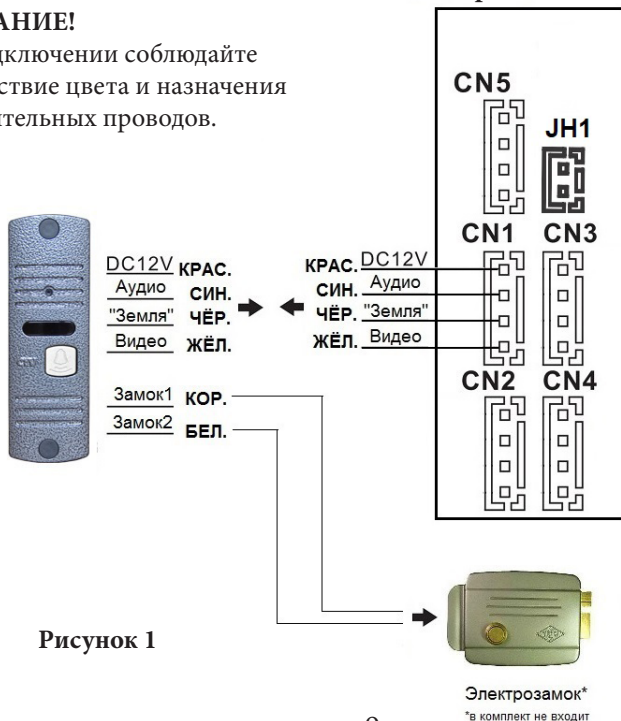 АНИЕ!
дключении соблюдайте
ствие цвета и назначения
ительных проводов.
CN5
JH1
CN1 CN3
DC12V КРАС.
Аудио СИН.
"Земля" ЧЁР.
Видео ЖЁЛ.
КРАС. DC12V
СИН. Аудио
ЧЁР. "Земля"
ЖЁЛ. Видео
CN2 CN4
Замок1 КОР.
Замок2 БЕЛ.
Рисунок 1
Электрозамок*
*в комплект не входит